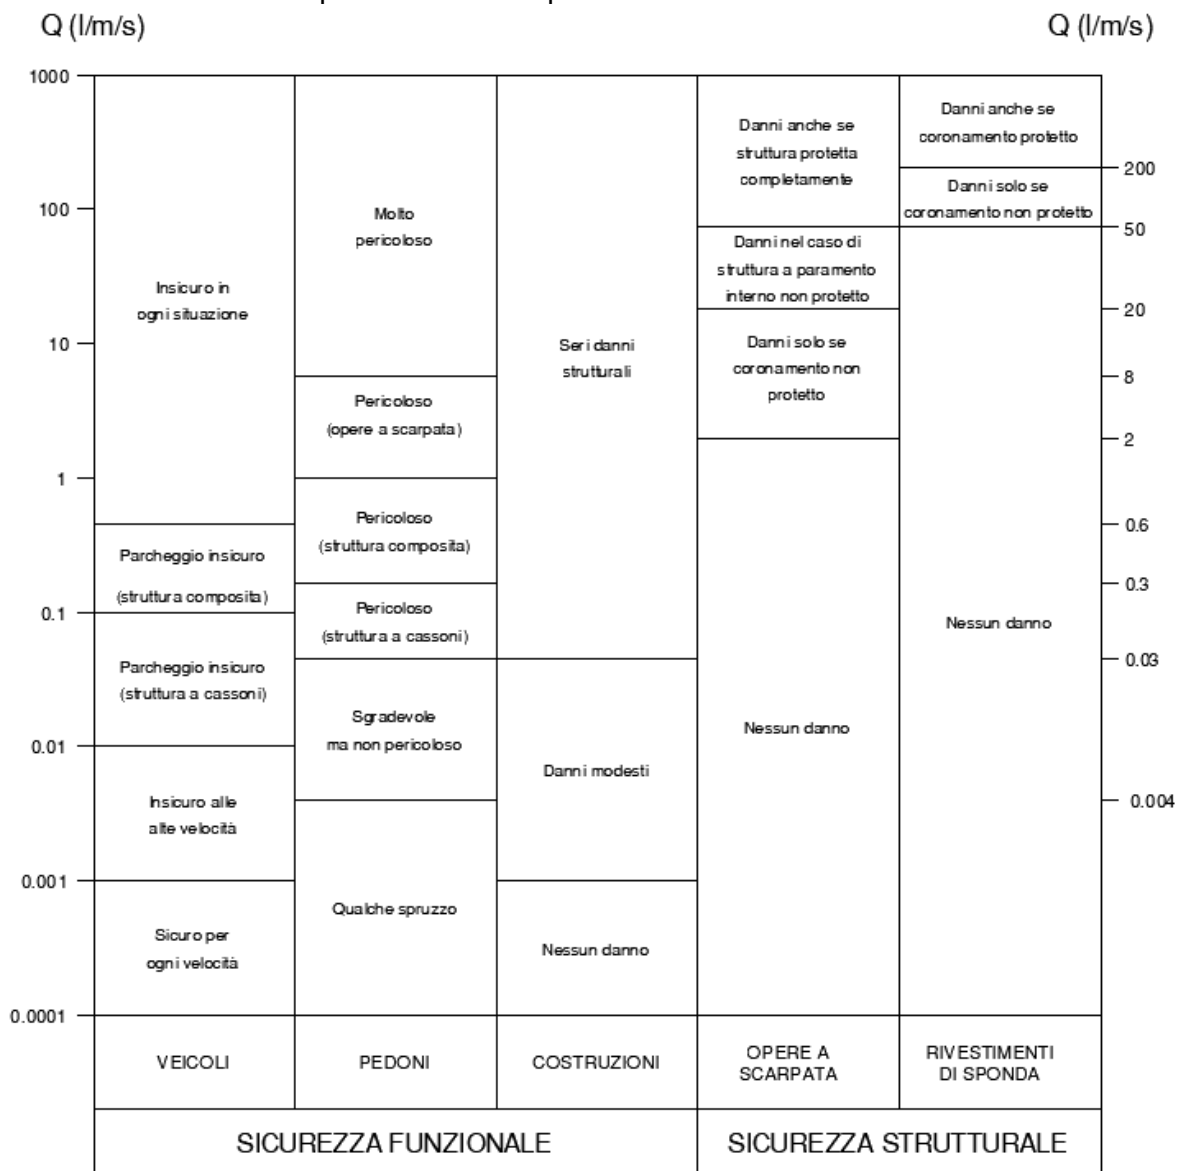 Q (l/m/s)
Q (l/m/s)
1000
100
10
1
0.1
0.01
0.001
0.0001
Insicuro in
ogni situazione
Parcheggio insicuro
(struttura composita)
Parcheggio insicuro
(struttura a cassoni)
Insicuro alle
alte velocità
Sicuro per
ogni velocità
VEICOLI
Molto
pericoloso
Pericoloso
(opere a scarpata)
Pericoloso
(struttura composita)
Pericoloso
(struttura a cassoni)
Sgradevole
ma non pericoloso
Qualche spruzzo
PEDONI
Seri danni
strutturali
Danni modesti
Nessun danno
COSTRUZIONI
Danni anche se
struttura protetta
completamente
Danni nel caso di
struttura a paramento
interno non protetto
Danni solo se
coronamento non
protetto
Nessun danno
OPERE A
SCARPATA
Danni anche se
coronamento protetto
Danni solo se
coronamento non protetto
Nessun danno
RIVESTIMENTI
DI SPONDA
200
50
20
8
2
0.6
0.3
0.03
0.004
SICUREZZA FUNZIONALE
SICUREZZA STRUTTURALE